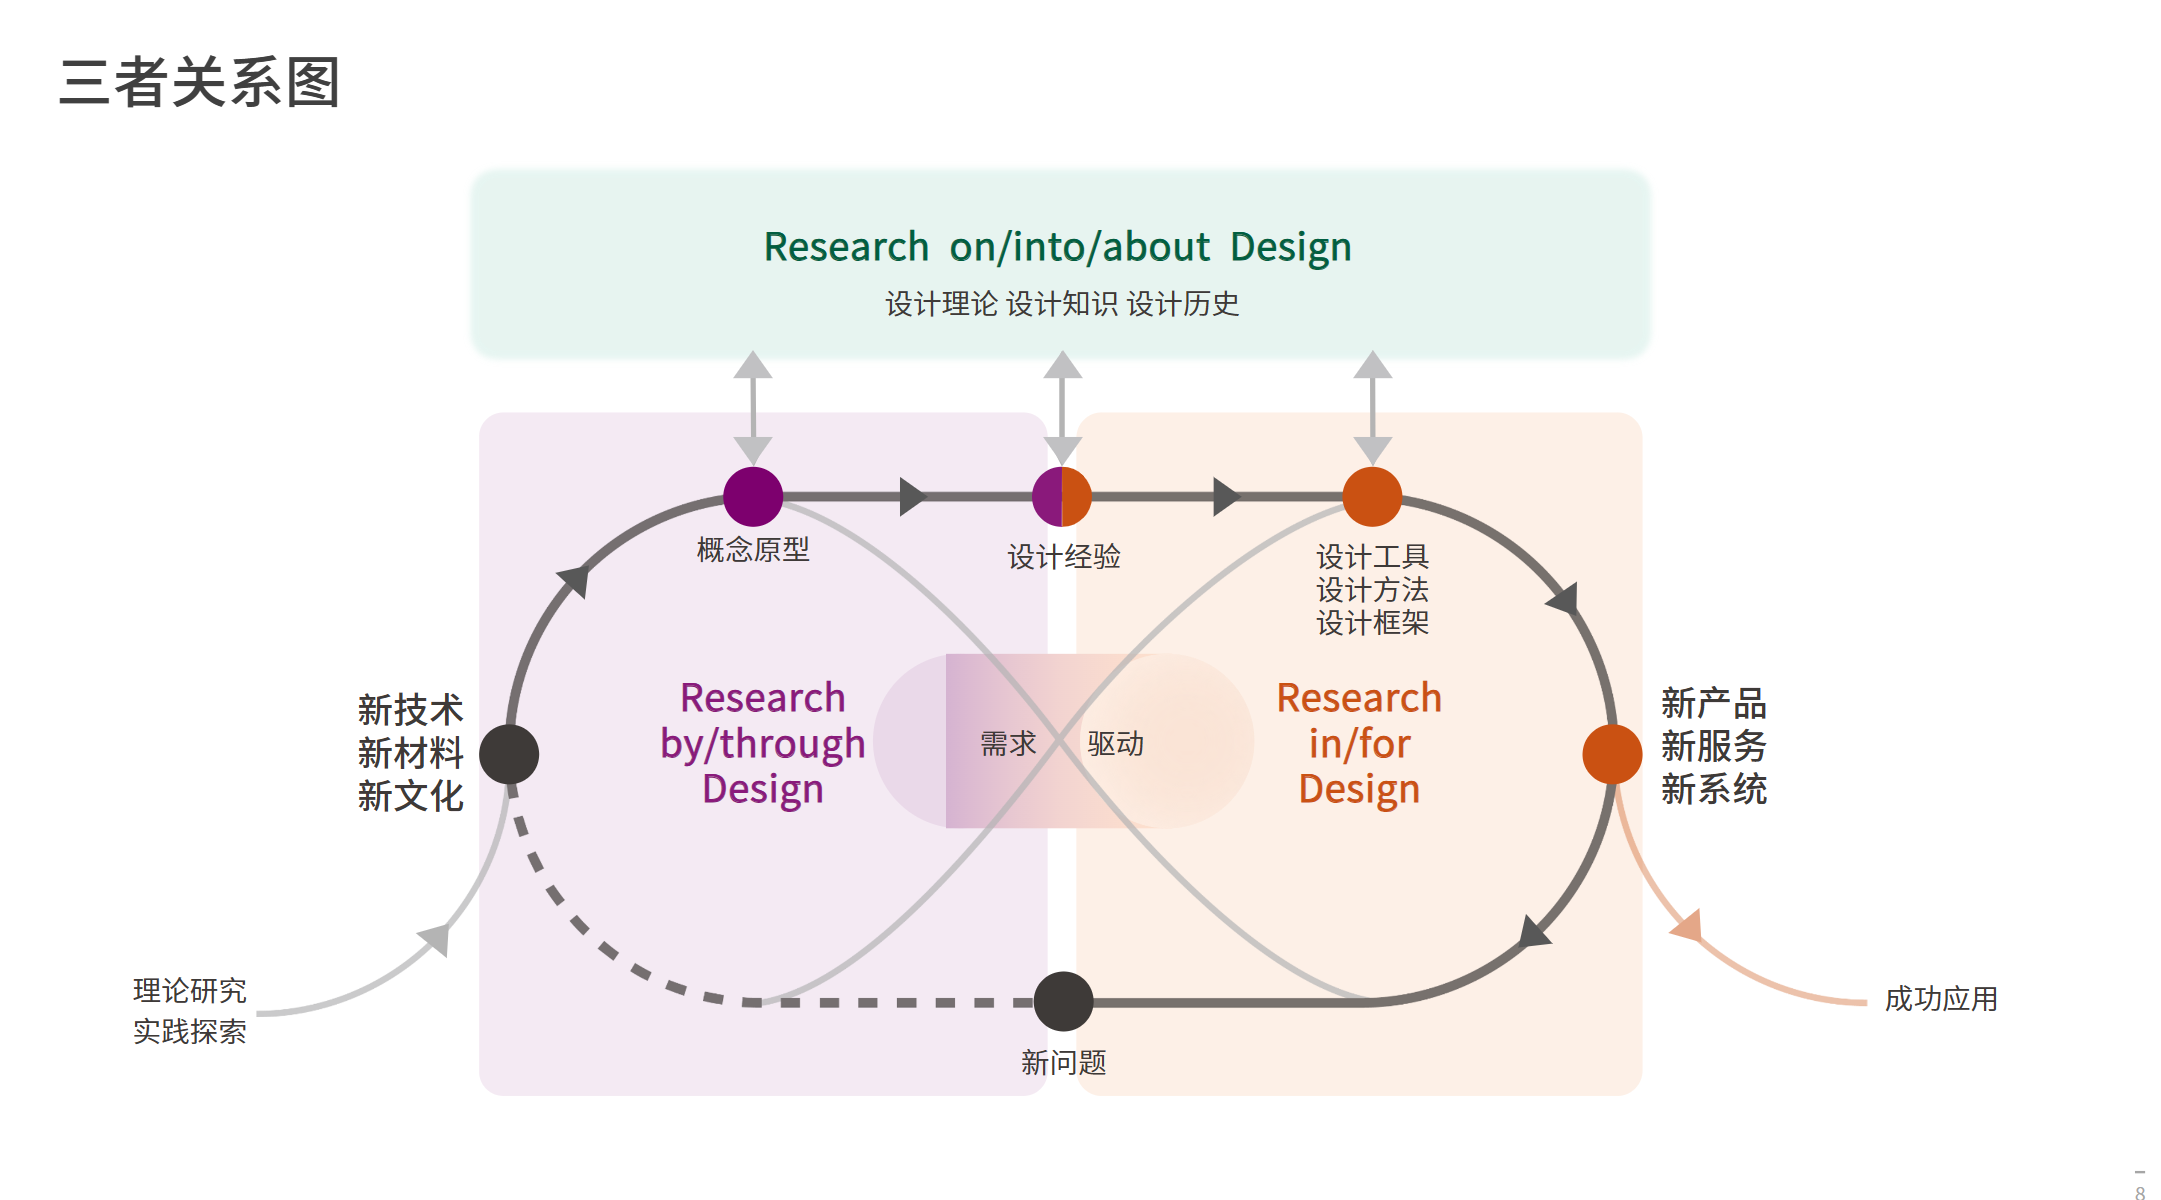 三者关系图
Research on/into/about Design
设计理论 设计知识 设计历史
概念原型
设计经验
设计工具
设计方法
设计框架
新技术
新材料
新文化
Research
by/through
Design
需求
驱动
Research
in/for
Design
新产品
新服务
新系统
理论研究
实践探索
成功应用
新问题
8